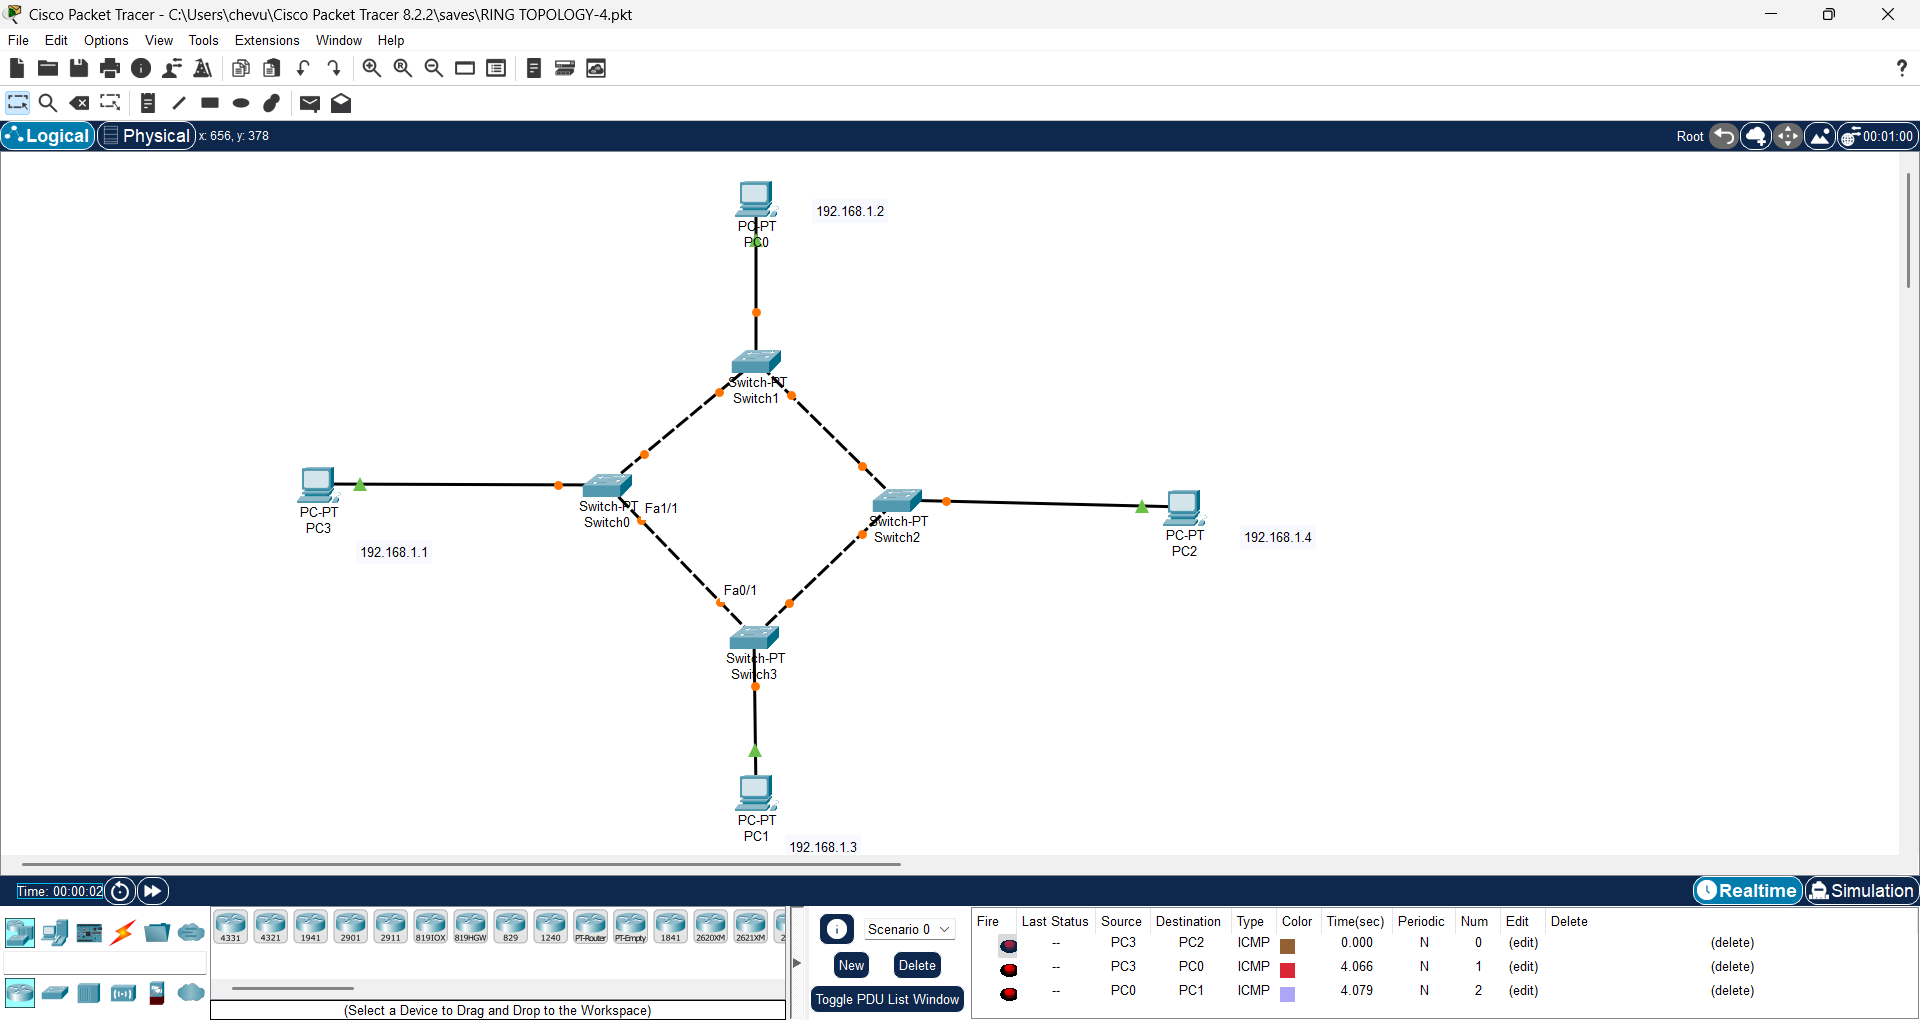 Cisco Packet Tracer - C:\Users\chevu\Cisco Packet Tracer 8.2.2\saves\RING TOPOLOGY-4.pkt
File Edit Options View Tools Extensions Window Help
?
Logical Physical x: 656, y: 378 Root 00:01:00
PC-PT
PC0
192.168.1.2
Switch-PT
Switch1
PC-PT
PC3
192.168.1.1
Switch-PT
Switch0
Fa1/1
Switch-PT
Switch2
PC-PT
PC2
192.168.1.4
Fa0/1
Switch-PT
Switch3
PC-PT
PC1
192.168.1.3
Time: 00:00:02 Realtime Simulation
4331 4321 1941 2901 2911 819IOX 819HGW 829 1240 PT-Router PT-Empty 1841 2620XM 2621XM 2
(Select a Device to Drag and Drop to the Workspace)
Scenario 0
New Delete
Toggle PDU List Window
Fire Last Status Source Destination Type Color Time(sec) Periodic Num Edit Delete
-- PC3 PC2 ICMP 0.000 N 0 (edit) (delete)
-- PC3 PC0 ICMP 4.066 N 1 (edit) (delete)
-- PC0 PC1 ICMP 4.079 N 2 (edit) (delete)